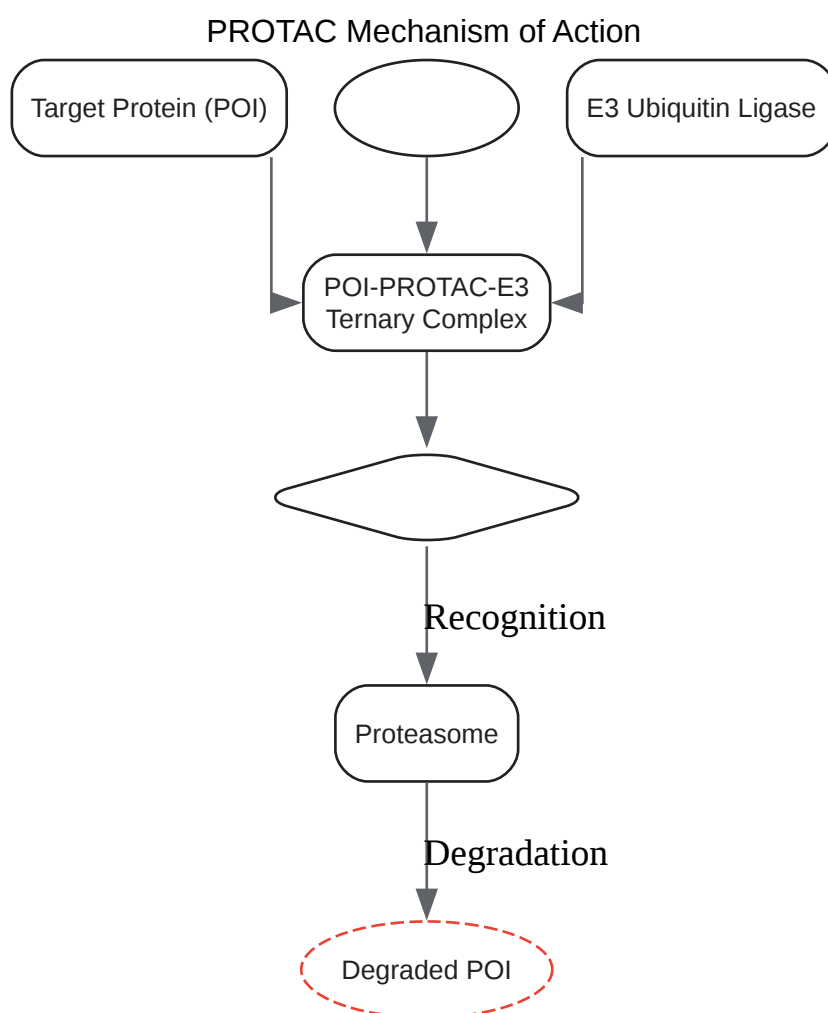 PROTAC Mechanism of Action
Target Protein (POI)
E3 Ubiquitin Ligase
POI-PROTAC-E3
Ternary Complex
Recognition
Proteasome
Degradation
Degraded POI